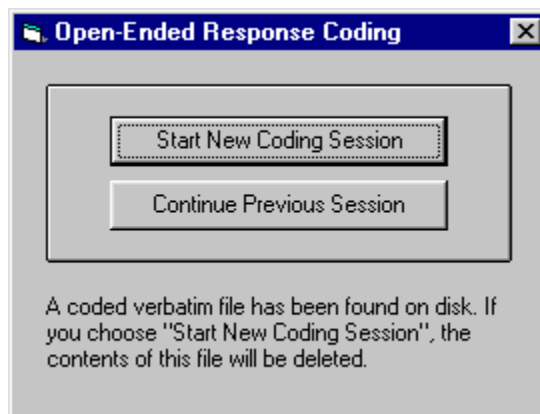 Open-Ended Response Coding
Start New Coding Session
Continue Previous Session
A coded verbatim file has been found on disk. If
you choose "Start New Coding Session", the
contents of this file will be deleted.